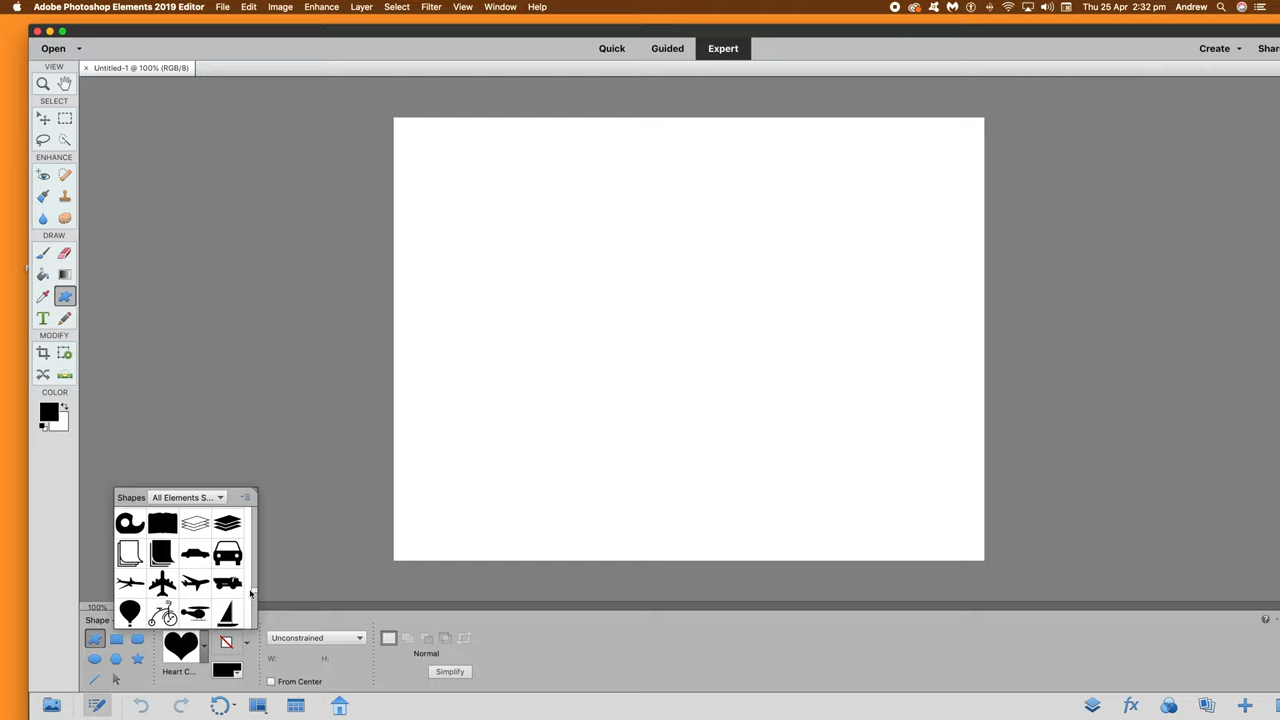 Adobe Photoshop Elements 2019 Editor File Edit Image Enhance Layer Select Filter View Window Help Thu 25 Apr 2:32 pm Andrew
Open Quick Guided Expert Create Shar
VIEW × Untitled-1 @ 100% (RGB/8)
SELECT
ENHANCE
DRAW
T
MODIFY
COLOR
Shapes All Elements S...
100%
Shape
Unconstrained
W: H: Normal
Heart C... Simplify
From Center
fx